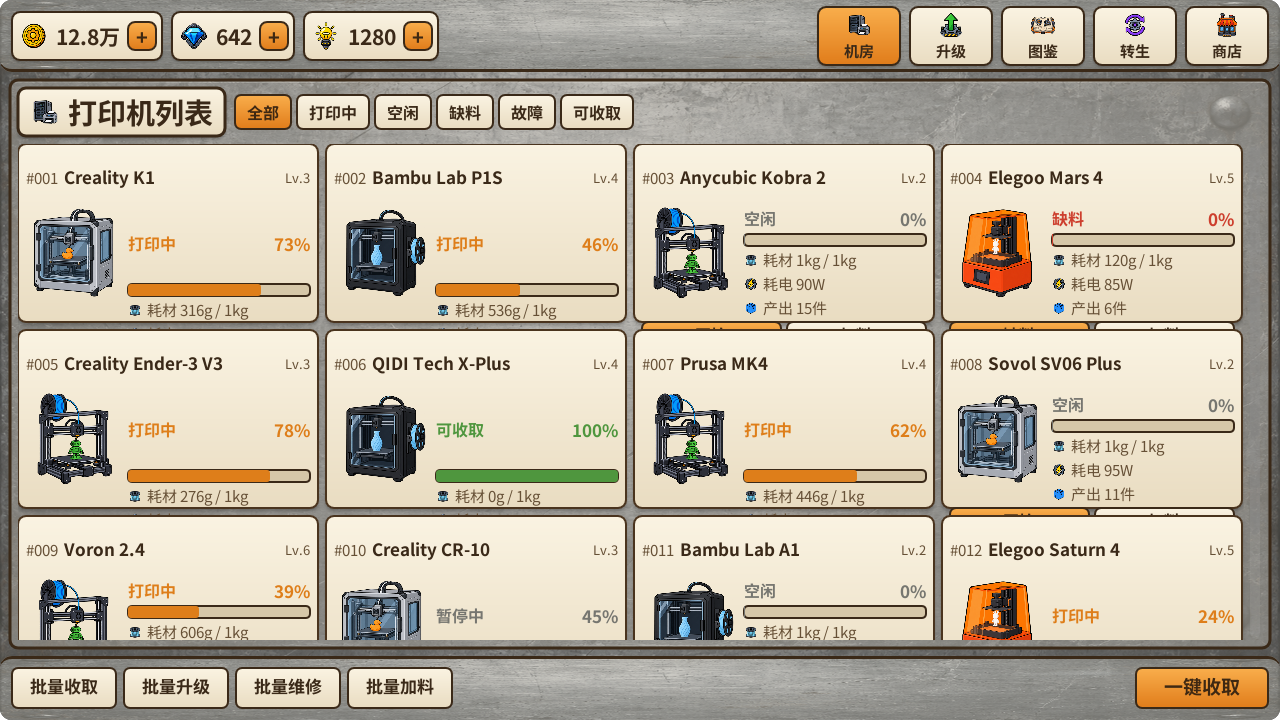 12.8万 + 642 + 1280 +
机房 升级 图鉴 转生 商店
打印机列表 全部 打印中 空闲 缺料 故障 可收取
#001 Creality K1 Lv.3
打印中 73%
耗材 316g / 1kg
#002 Bambu Lab P1S Lv.4
打印中 46%
耗材 536g / 1kg
#003 Anycubic Kobra 2 Lv.2
空闲 0%
耗材 1kg / 1kg
耗电 90W
产出 15件
#004 Elegoo Mars 4 Lv.5
缺料 0%
耗材 120g / 1kg
耗电 85W
产出 6件
#005 Creality Ender-3 V3 Lv.3
打印中 78%
耗材 276g / 1kg
#006 QIDI Tech X-Plus Lv.4
可收取 100%
耗材 0g / 1kg
#007 Prusa MK4 Lv.4
打印中 62%
耗材 446g / 1kg
#008 Sovol SV06 Plus Lv.2
空闲 0%
耗材 1kg / 1kg
耗电 95W
产出 11件
#009 Voron 2.4 Lv.6
打印中 39%
耗材 606g / 1kg
#010 Creality CR-10 Lv.3
暂停中 45%
#011 Bambu Lab A1 Lv.2
空闲 0%
耗材 1kg / 1kg
#012 Elegoo Saturn 4 Lv.5
打印中 24%
批量收取 批量升级 批量维修 批量加料 一键收取